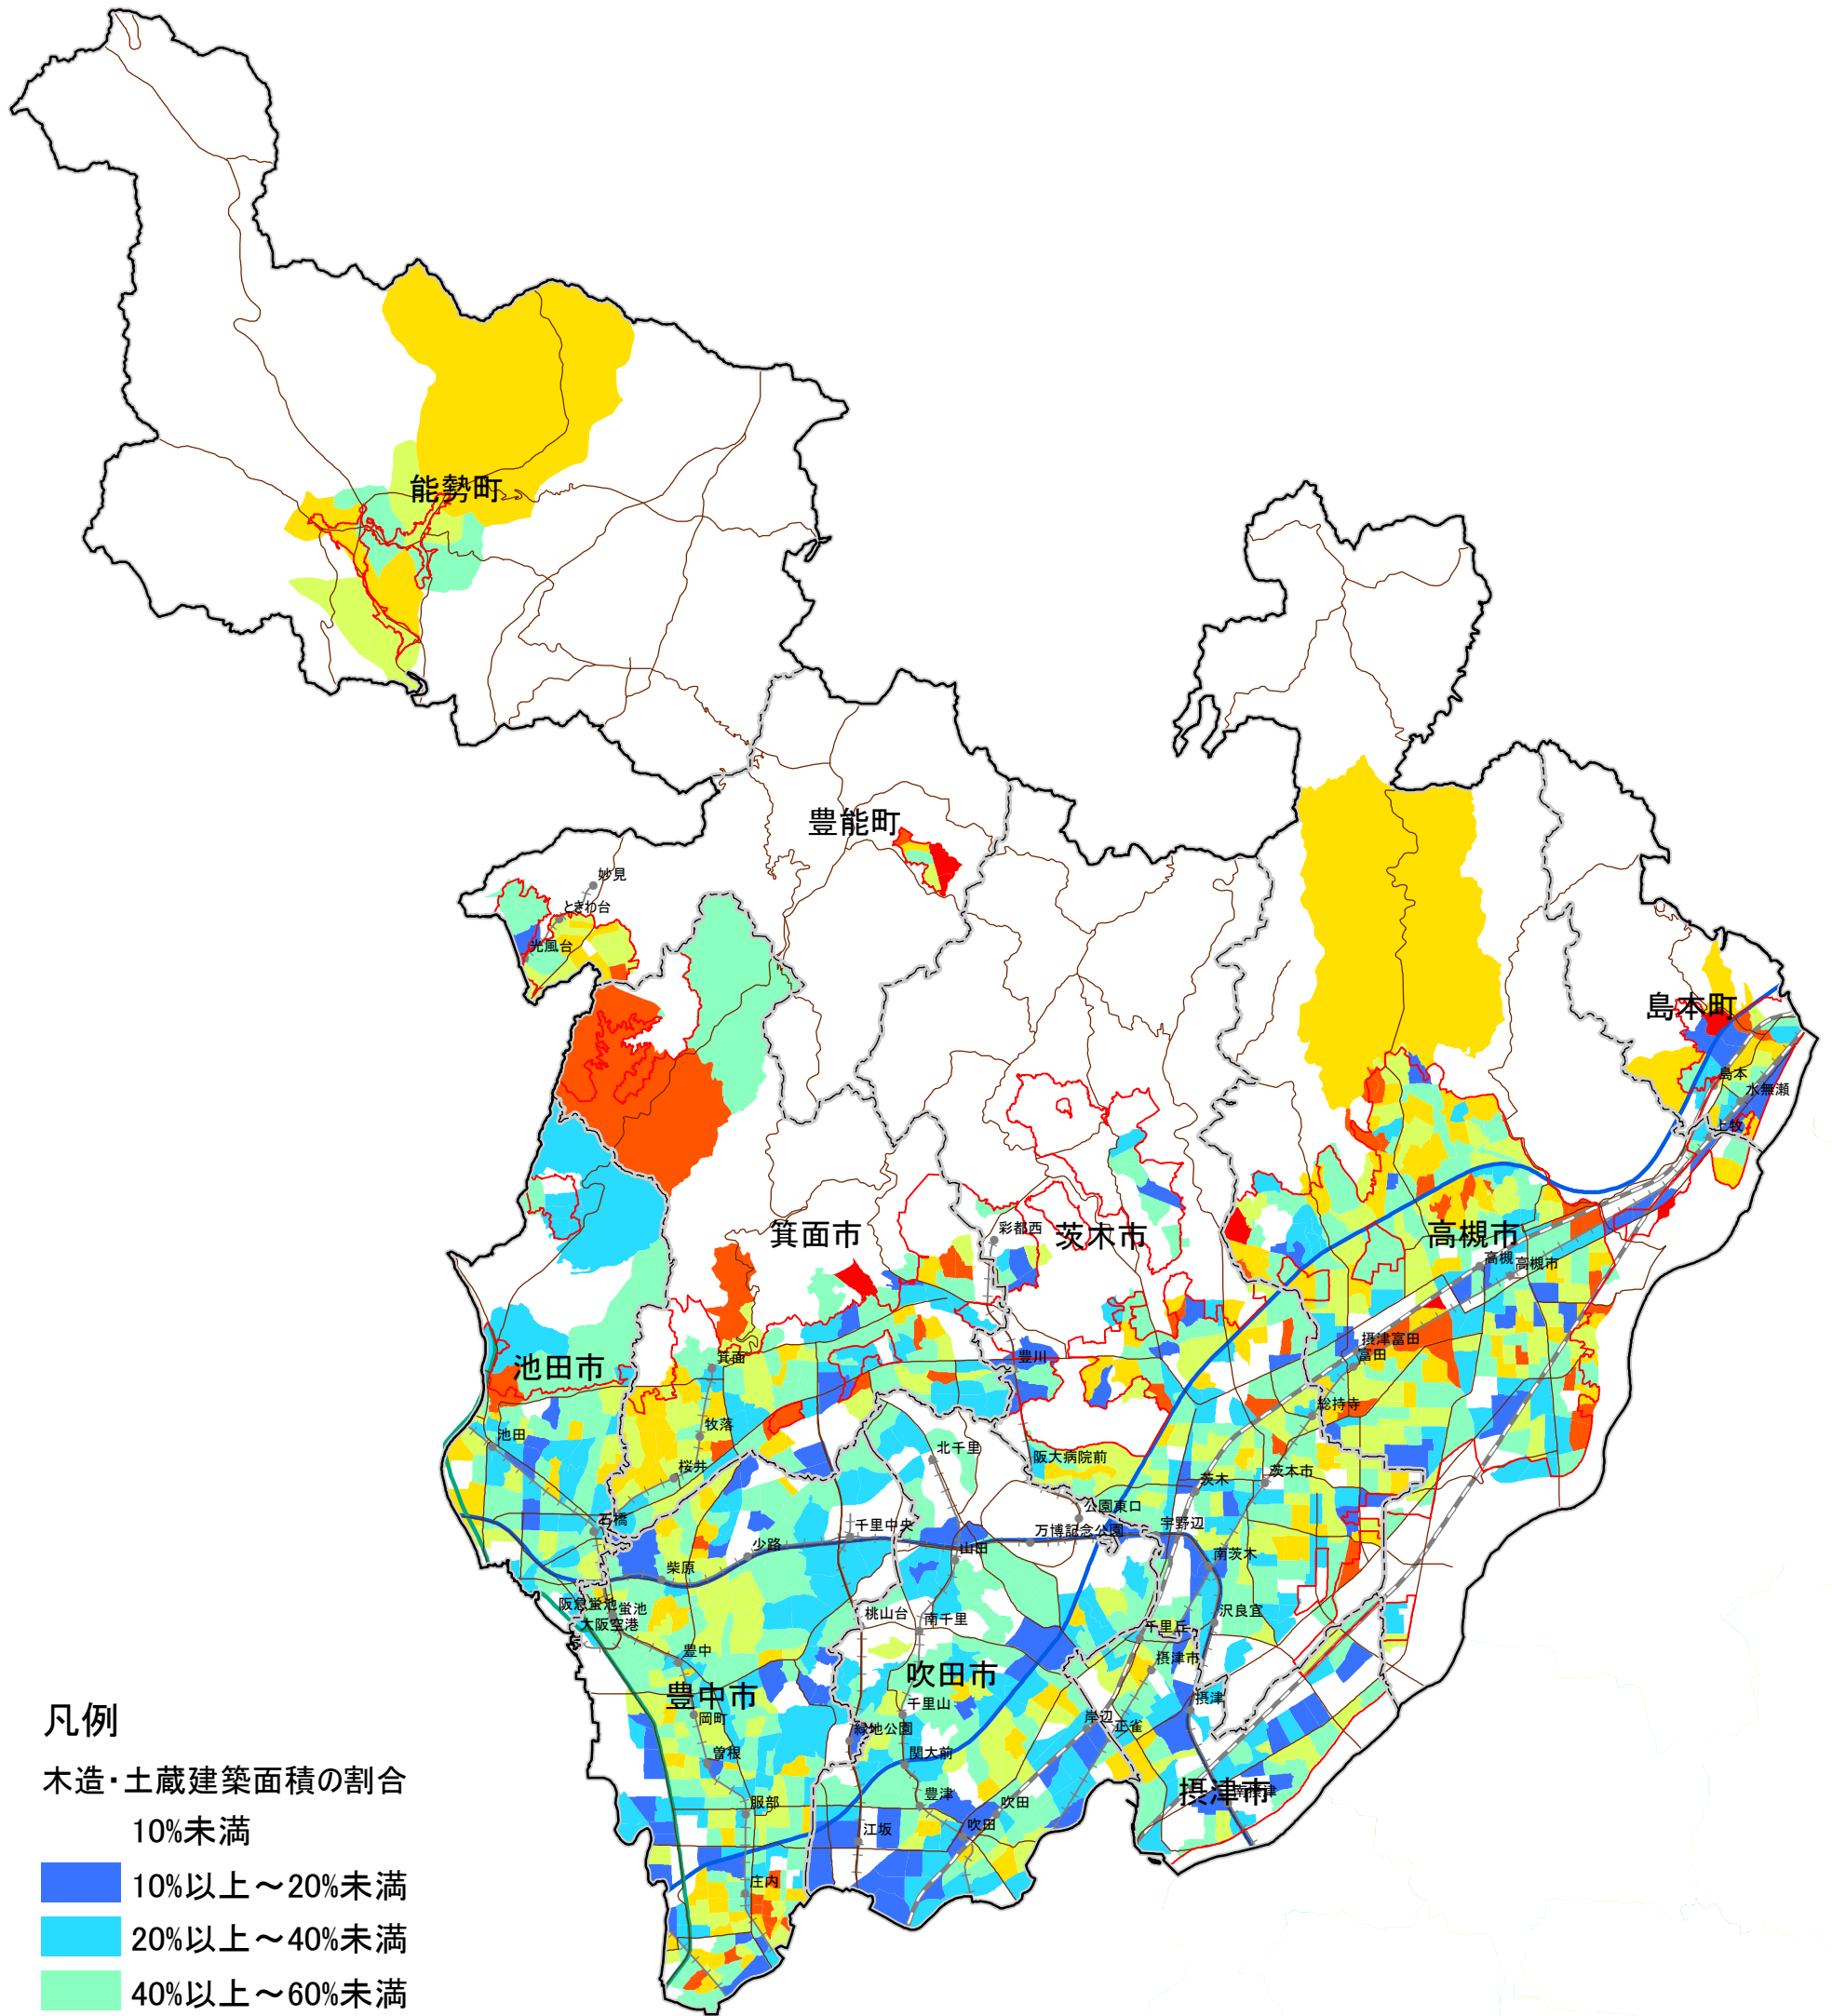 能勢町
豊能町
妙見
ときわ台
光風台
島本町
島本
水無瀬
上牧
箕面市
彩都西
茨木市
高槻市
高槻
高槻市
摂津富田
富田
総持寺
豊川
池田市
箕面
牧落
池田
桜井
石橋
北千里
阪大病院前
茨木
茨木市
公園東口
宇野辺
千里中央
万博記念公園
山田
少路
柴原
南茨木
阪急蛍池
蛍池
大阪空港
桃山台
南千里
沢良宜
千里丘
摂津市
豊中
吹田市
豊中市
岡町
千里山
摂津
緑地公園
岸辺
正雀
曽根
関大前
摂津市
南摂津
服部
豊津
吹田
江坂
吹田
庄内
凡例
木造・土蔵建築面積の割合
10%未満
10%以上～20%未満
20%以上～40%未満
40%以上～60%未満